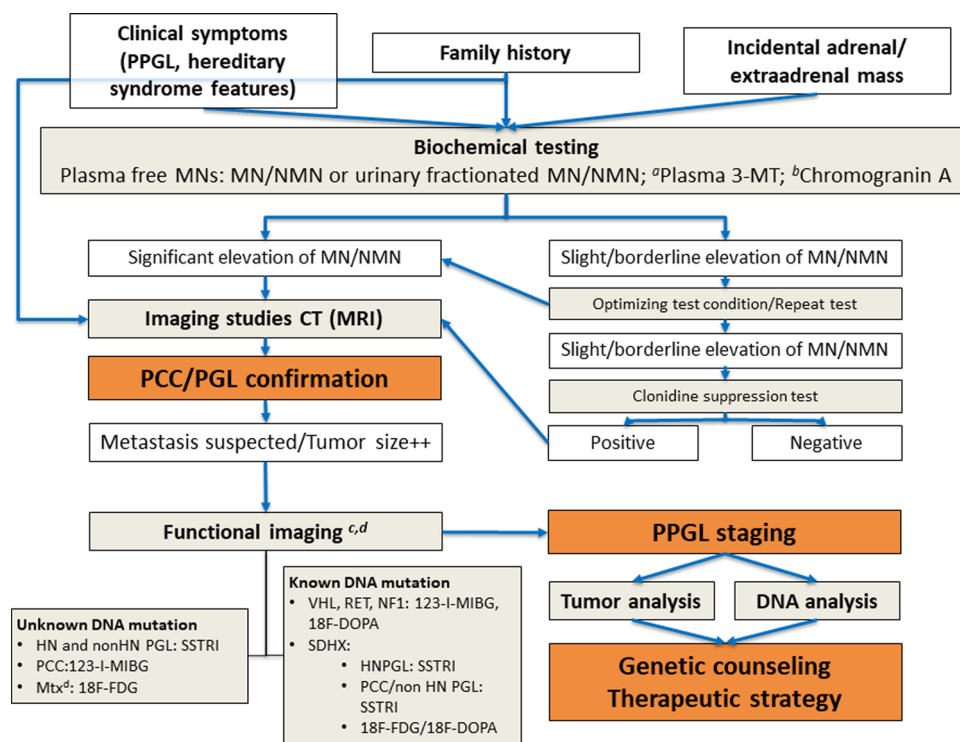 Clinical symptoms
(PPGL, hereditary
syndrome features)
Family history
Incidental adrenal/
extraadrenal mass
Biochemical testing
Plasma free MNs: MN/NMN or urinary fractionated MN/NMN; aPlasma 3-MT; bChromogranin A
Significant elevation of MN/NMN
Slight/borderline elevation of MN/NMN
Optimizing test condition/Repeat test
Imaging studies CT (MRI)
Slight/borderline elevation of MN/NMN
PCC/PGL confirmation
Clonidine suppression test
Metastasis suspected/Tumor size++
Positive
Negative
Functional imaging c,d
PPGL staging
Known DNA mutation
• VHL, RET, NF1: 123-I-MIBG,
18F-DOPA
• SDHX:
• HNPGL: SSTRI
• PCC/non HN PGL:
SSTRI
• 18F-FDG/18F-DOPA
Unknown DNA mutation
• HN and nonHN PGL: SSTRI
• PCC:123-I-MIBG
• Mtxd: 18F-FDG
Tumor analysis
DNA analysis
Genetic counseling
Therapeutic strategy